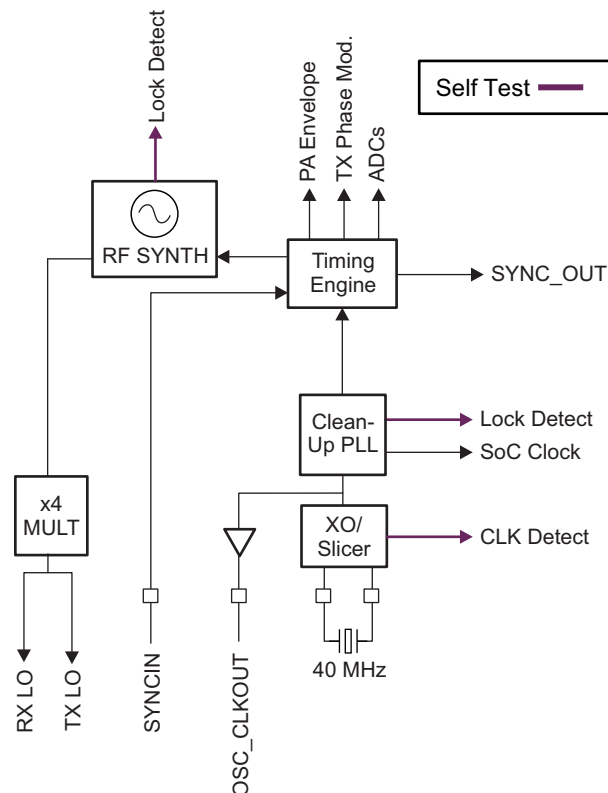 Lock Detect
Self Test
PA Envelope
TX Phase Mod.
ADCs
RF SYNTH
Timing
Engine
SYNC_OUT
Clean-
Up PLL
Lock Detect
SoC Clock
x4
MULT
XO/
Slicer
CLK Detect
40 MHz
RX LO
TX LO
SYNCIN
OSC_CLKOUT